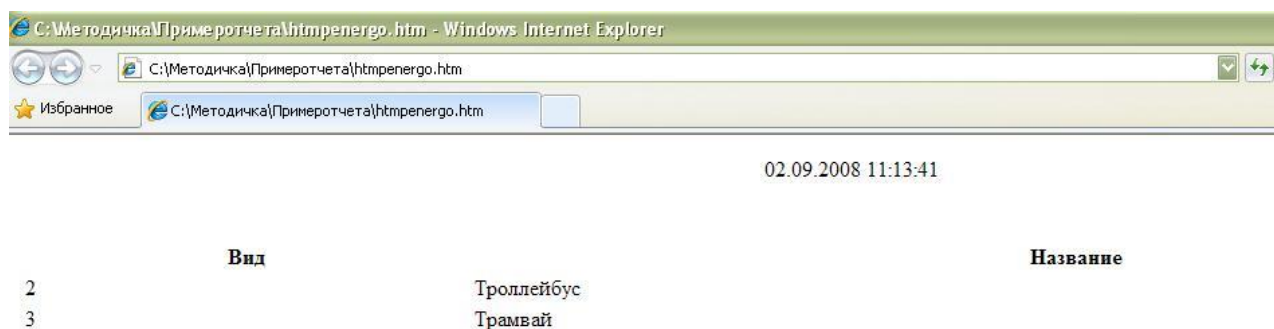 C:\Методичка\Примеротчета\htmpenergo.htm - Windows Internet Explorer
C:\Методичка\Примеротчета\htmpenergo.htm
Избранное C:\Методичка\Примеротчета\htmpenergo.htm
02.09.2008 11:13:41
Вид Название
2 Троллейбус
3 Трамвай